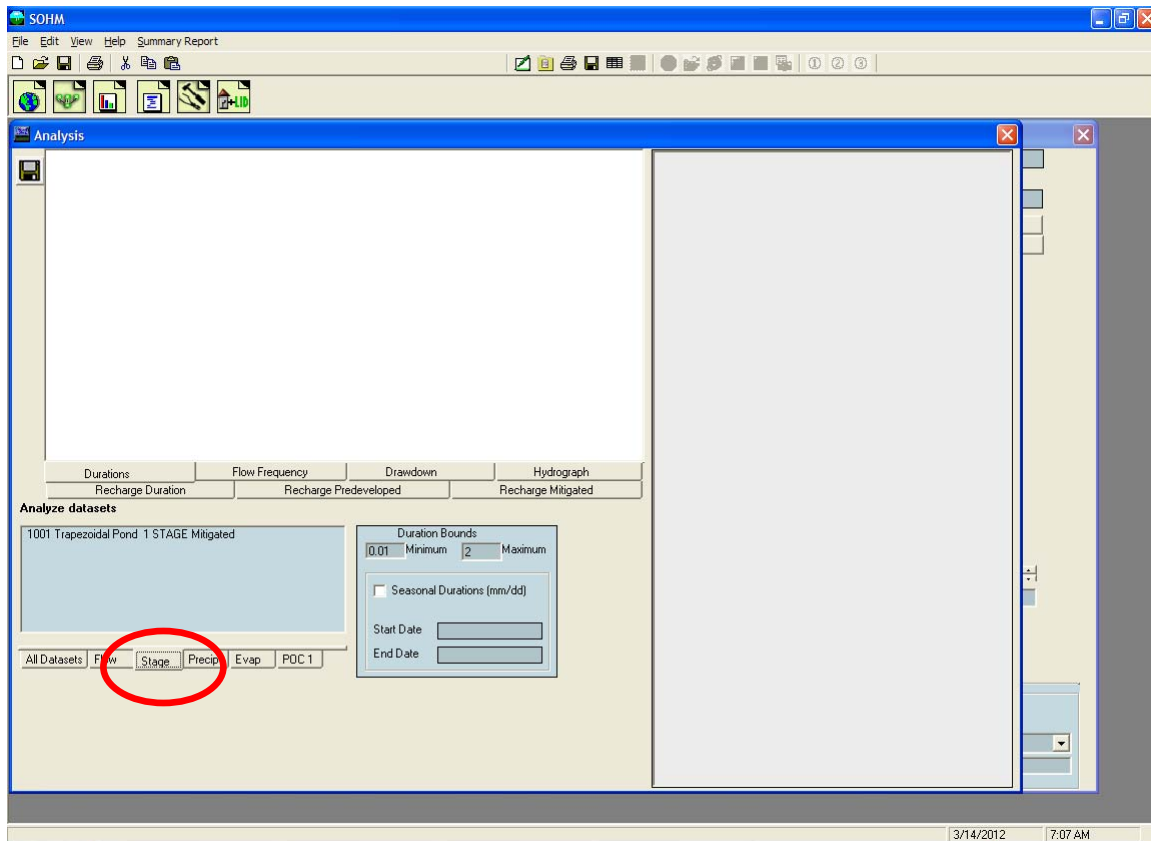 SOHM
File Edit View Help Summary Report
+LID
Analysis
Durations Flow Frequency Drawdown Hydrograph
Recharge Duration Recharge Predeveloped Recharge Mitigated
Analyze datasets
1001 Trapezoidal Pond 1 STAGE Mitigated
Duration Bounds
0.01 Minimum 2 Maximum
Seasonal Durations (mm/dd)
Start Date
End Date
All Datasets Flow Stage Precip Evap POC 1
3/14/2012 7:07 AM